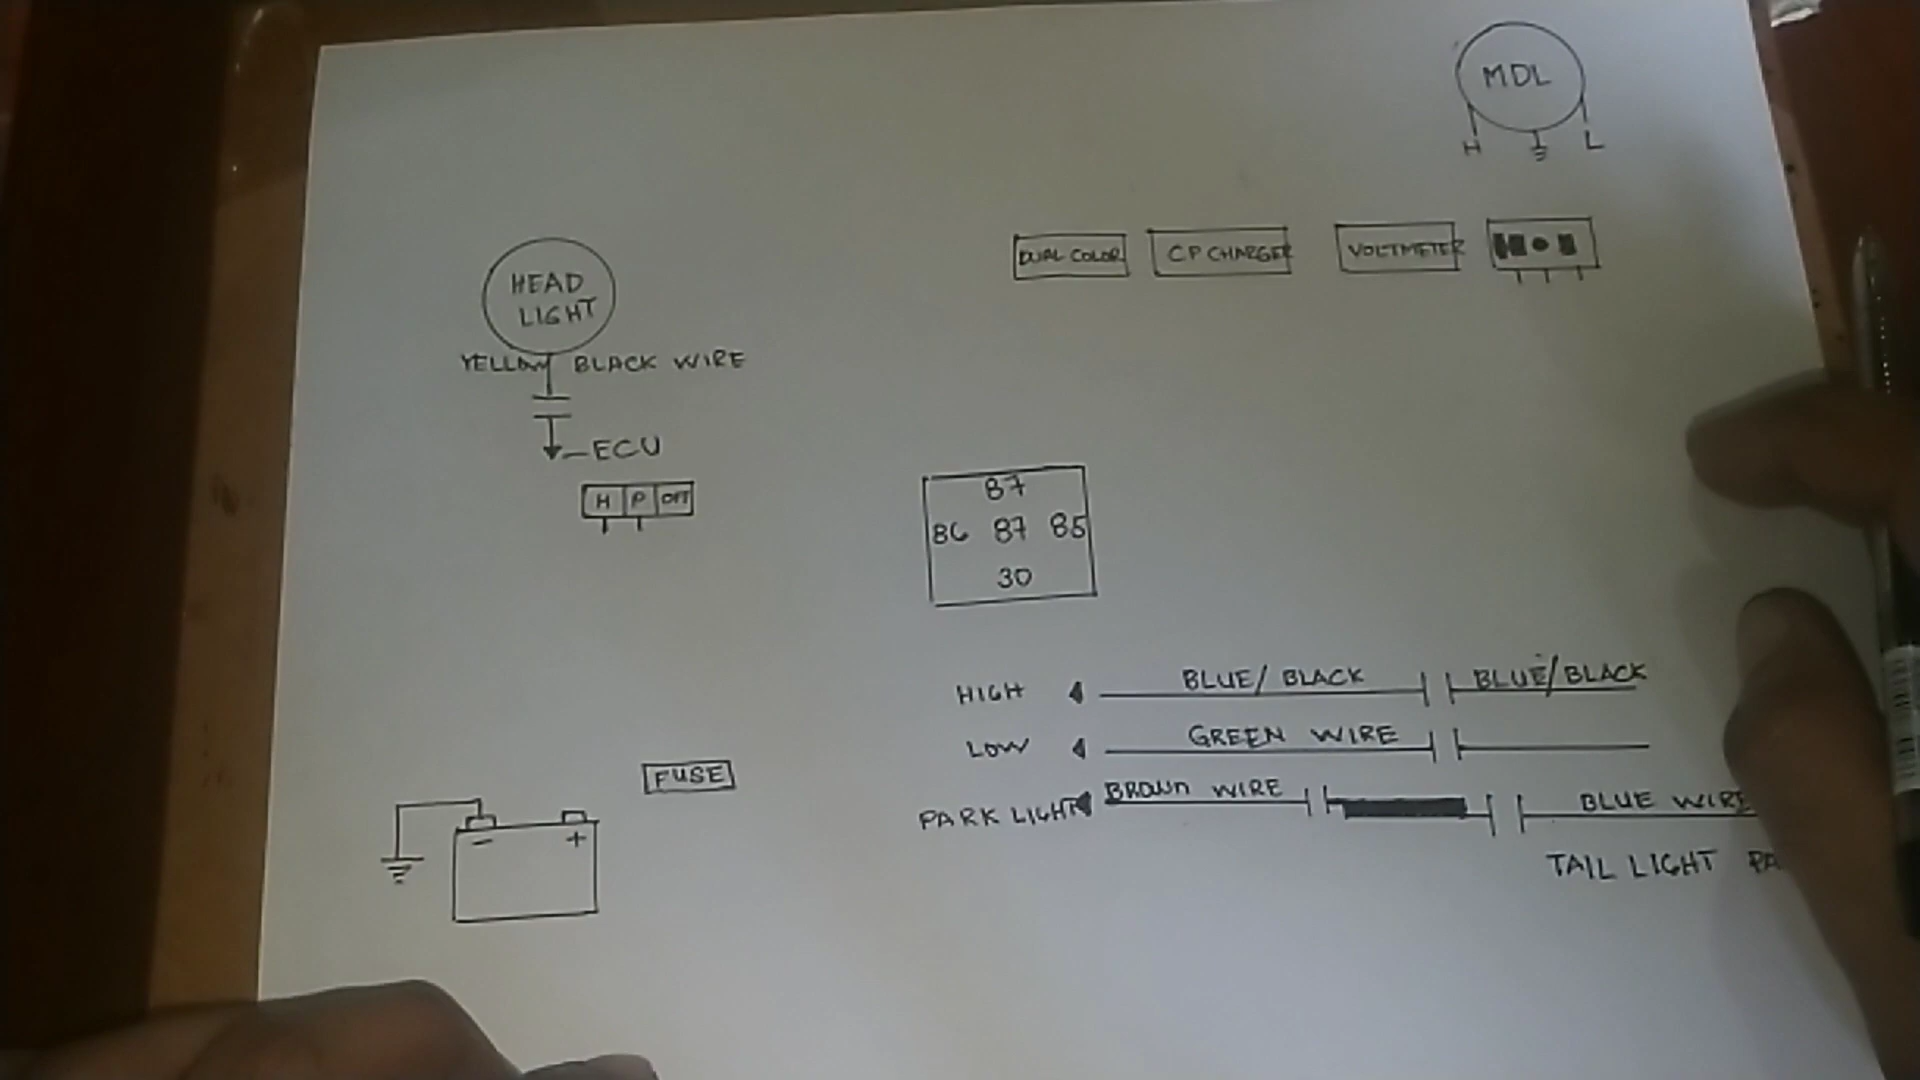 MDL
H L
DUAL COLOR CP CHARGER VOLTMETER
HEAD
LIGHT
YELLOW BLACK WIRE
ECU
H P OFF
87
86 87 85
30
HIGH BLUE/BLACK BLUE/BLACK
LOW GREEN WIRE
PARK LIGHT BROWN WIRE BLUE WIRE
FUSE
- +
TAIL LIGHT